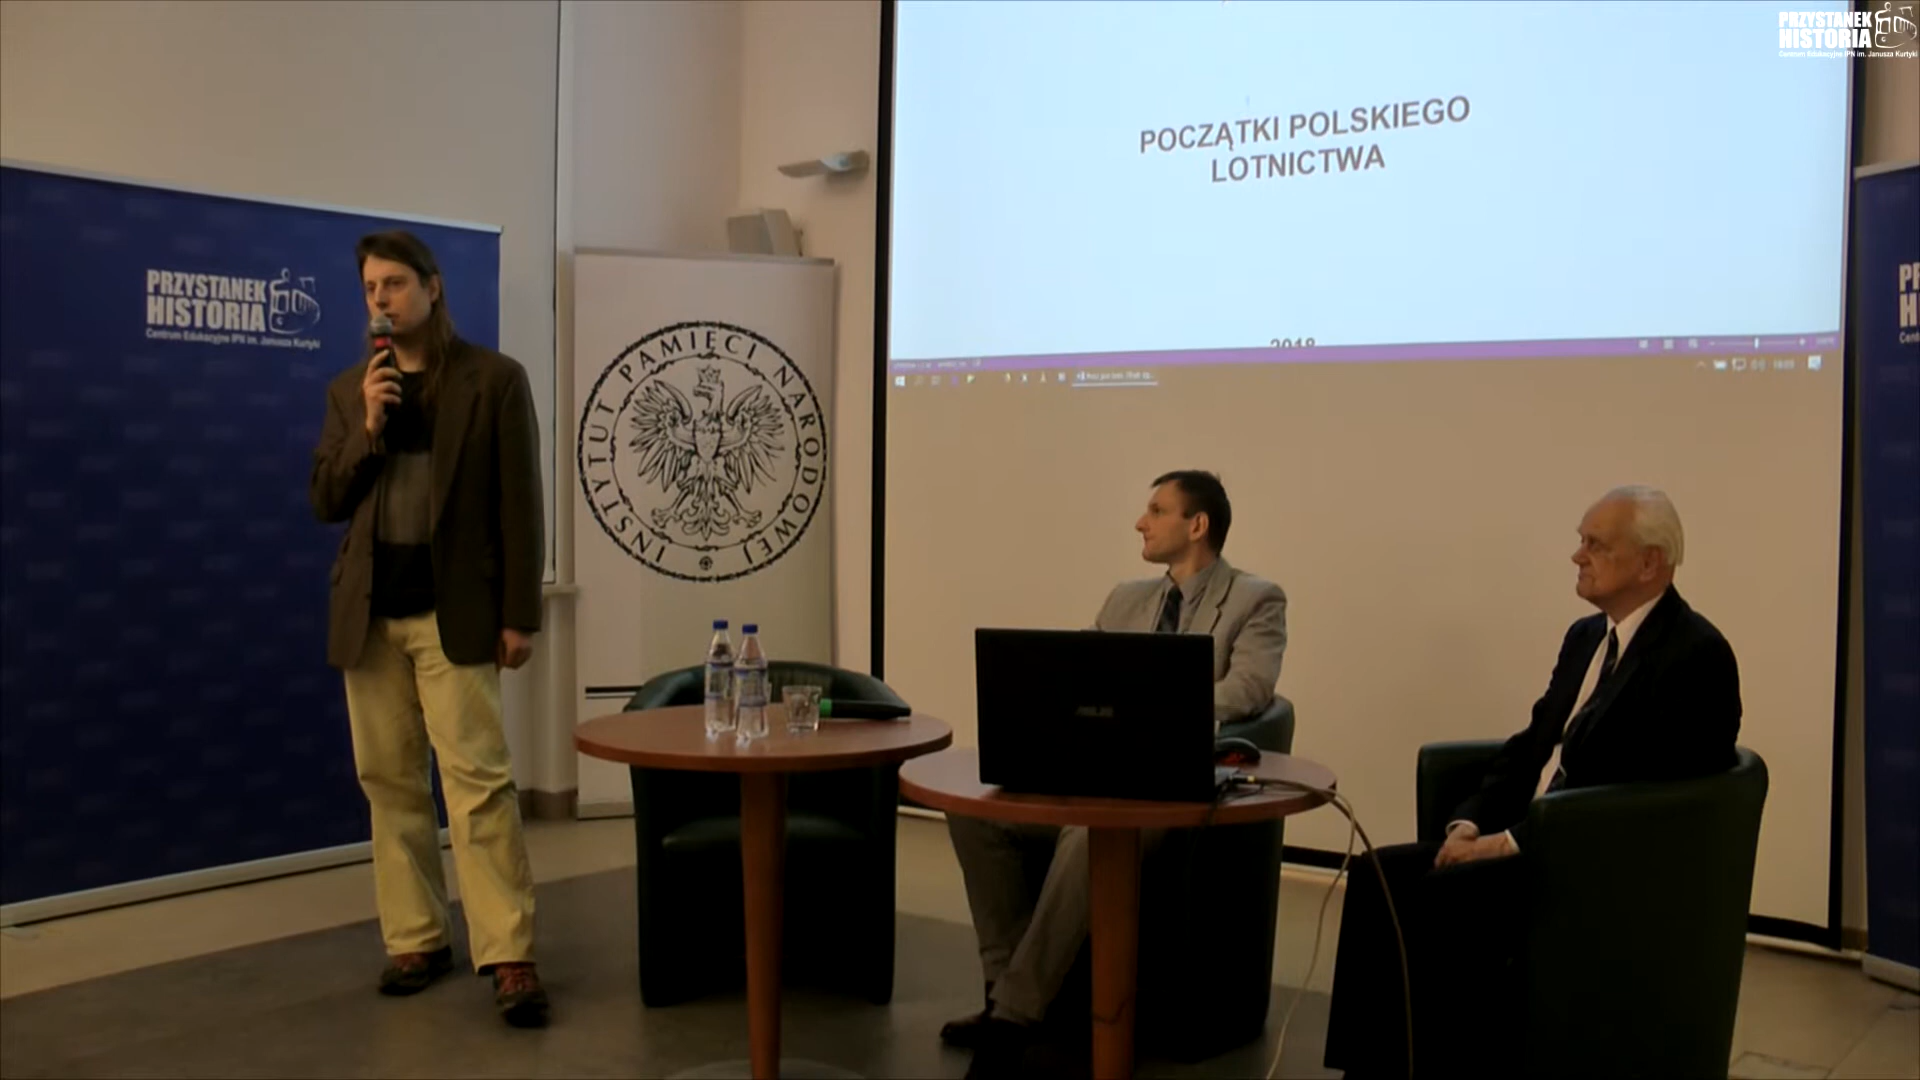 PRZYSTANEK
HISTORIA
Centrum Edukacyjne IPN im. Janusza Kurtyki
POCZĄTKI POLSKIEGO
LOTNICTWA
2018
PRZYSTANEK
HISTORIA
Centrum Edukacyjne IPN im. Janusza Kurtyki
INSTYTUT PAMIĘCI NARODOWEJ